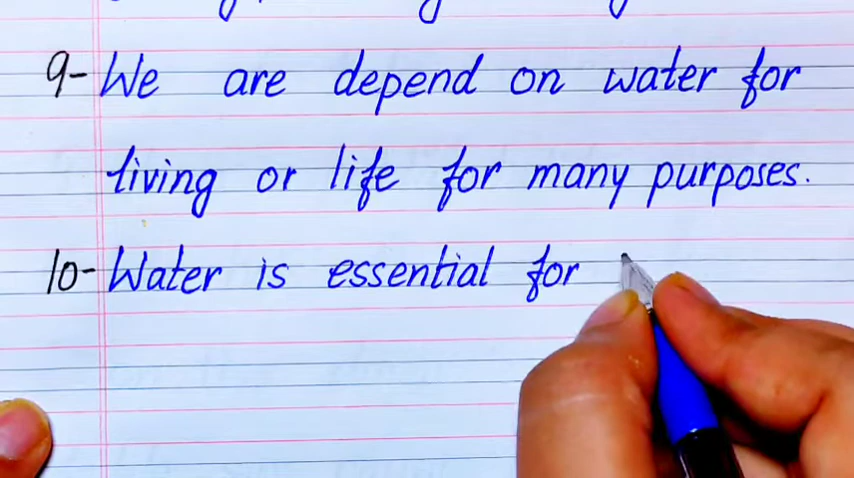 9- We are depend on water for
living or life for many purposes.
10- Water is essential for